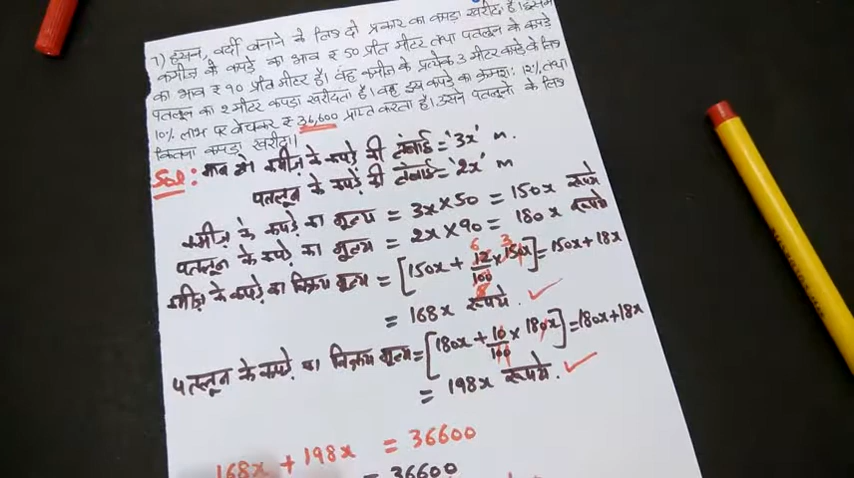 7) हसन, वर्दी बनाने के लिए दो प्रकार का कपड़ा खरीदता है। इसमें
कमीज के कपड़े का भाव ₹ 50 प्रति मीटर तथा पतलून के कपड़े
का भाव ₹ 90 प्रति मीटर है। वह कमीज के प्रत्येक 3 मीटर कपड़े के लिए
पतलून का 2 मीटर कपड़ा खरीदता है। वह इस कपड़े को क्रमशः 12% तथा
10% लाभ पर बेचकर ₹ 36,600 प्राप्त करता है। उसने पतलूनों के लिए
कितना कपड़ा खरीदा।
Sol : माना कमीज़ के कपड़े की लंबाई = '3x' m.
पतलून के कपड़े की लंबाई = '2x' m
कमीज़ के कपड़े का मूल्य = 3x × 50 = 150x रूपये
पतलून के कपड़े का मूल्य = 2x × 90 = 180x रूपये
कमीज़ के कपड़े का विक्रय मूल्य = [150x + 12/100 × 150x] = 150x + 18x
= 168x रूपये.
पतलून के कपड़े का विक्रय मूल्य = [180x + 10/100 × 180x] = 180x + 18x
= 198x रूपये.
168x + 198x = 36600
= 36600